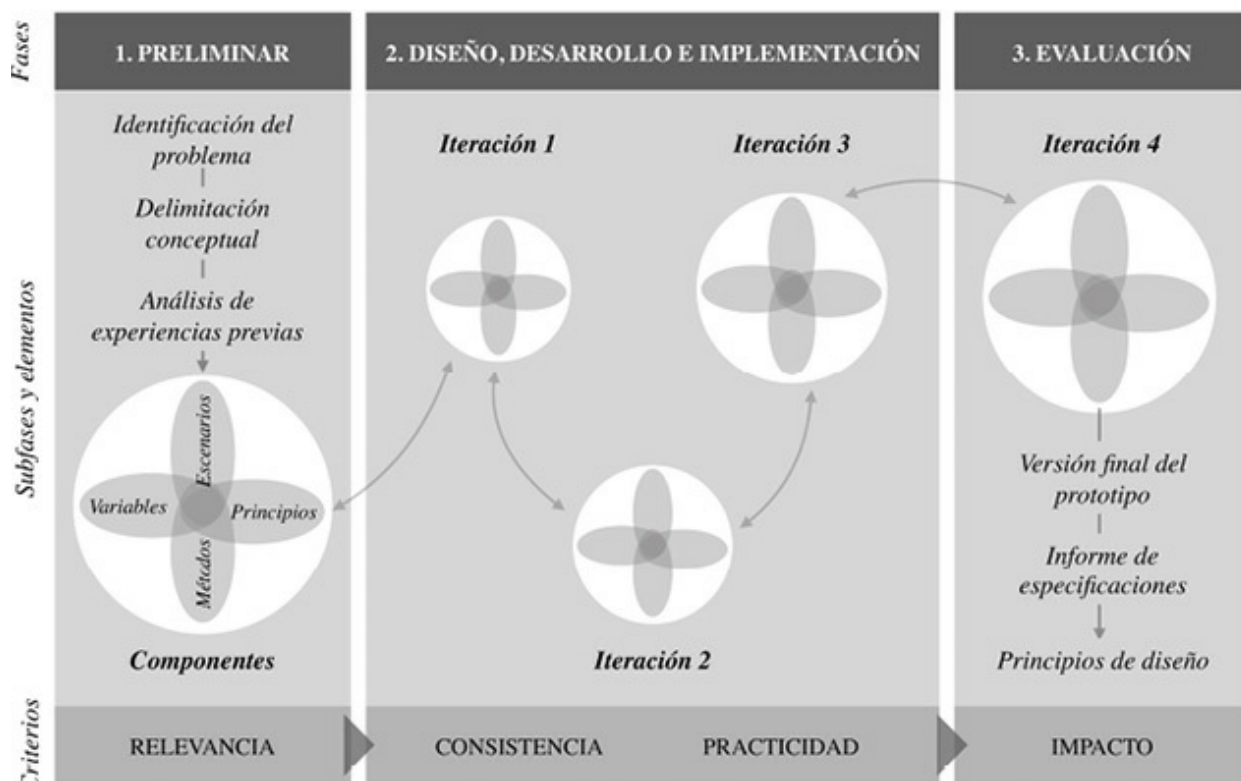 Fases
1. PRELIMINAR
2. DISEÑO, DESARROLLO E IMPLEMENTACIÓN
3. EVALUACIÓN
Subfases y elementos
Identificación del
problema
Delimitación
conceptual
Análisis de
experiencias previas
Escenarios
Variables
Principios
Métodos
Componentes
Iteración 1
Iteración 2
Iteración 3
Iteración 4
Versión final del
prototipo
Informe de
especificaciones
Principios de diseño
Criterios
RELEVANCIA
CONSISTENCIA
PRACTICIDAD
IMPACTO